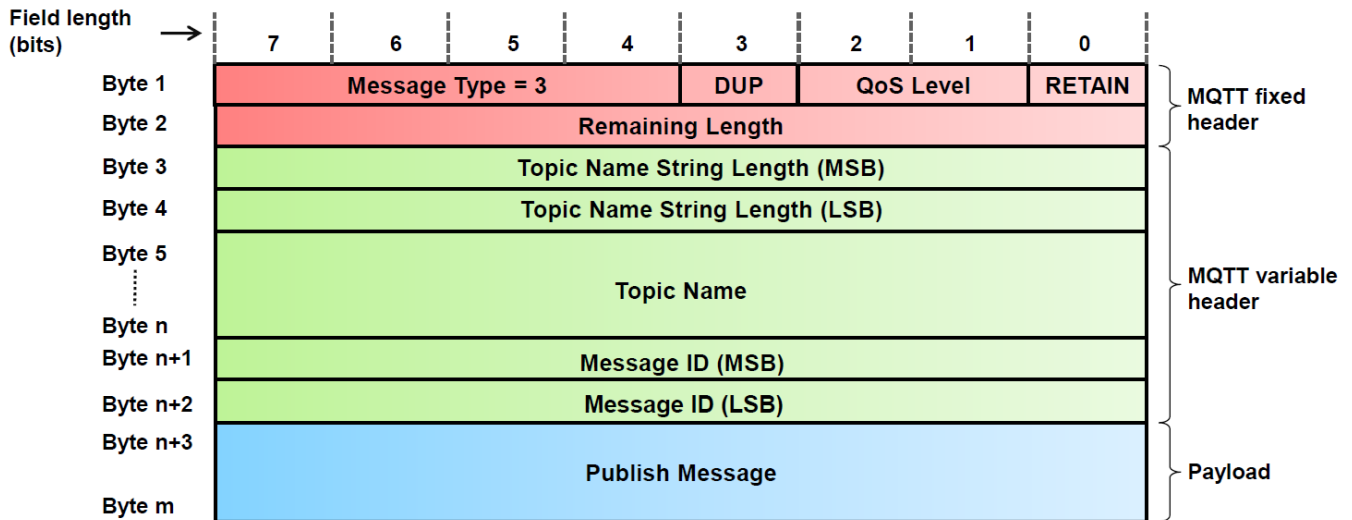 Field length
(bits)
7 6 5 4 3 2 1 0
Byte 1 Message Type = 3 DUP QoS Level RETAIN
MQTT fixed
header
Byte 2 Remaining Length
Byte 3 Topic Name String Length (MSB)
Byte 4 Topic Name String Length (LSB)
Byte 5
Topic Name
MQTT variable
header
Byte n
Byte n+1 Message ID (MSB)
Byte n+2 Message ID (LSB)
Byte n+3
Publish Message
Payload
Byte m